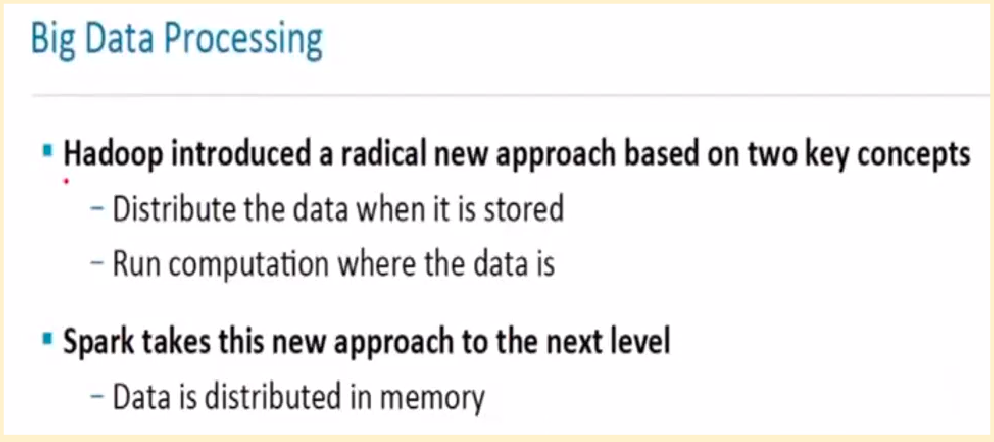 Big Data Processing
▪ Hadoop introduced a radical new approach based on two key concepts
– Distribute the data when it is stored
– Run computation where the data is
▪ Spark takes this new approach to the next level
– Data is distributed in memory